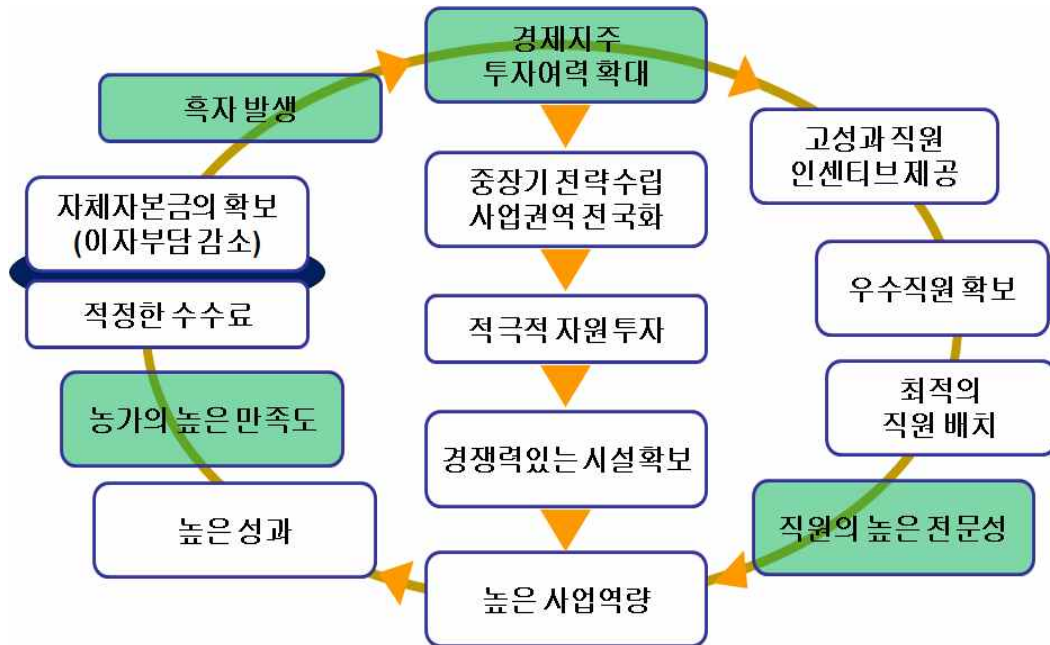 경제지주
투자여력 확대
흑자 발생
고성과 직원
인센티브 제공
자체자본금의 확보
(이자부담 감소)
중장기 전략수립
사업권역 전국화
우수직원 확보
적정한 수수료
적극적 자원 투자
최적의
직원 배치
농가의 높은 만족도
경쟁력있는 시설확보
직원의 높은 전문성
높은 성과
높은 사업역량